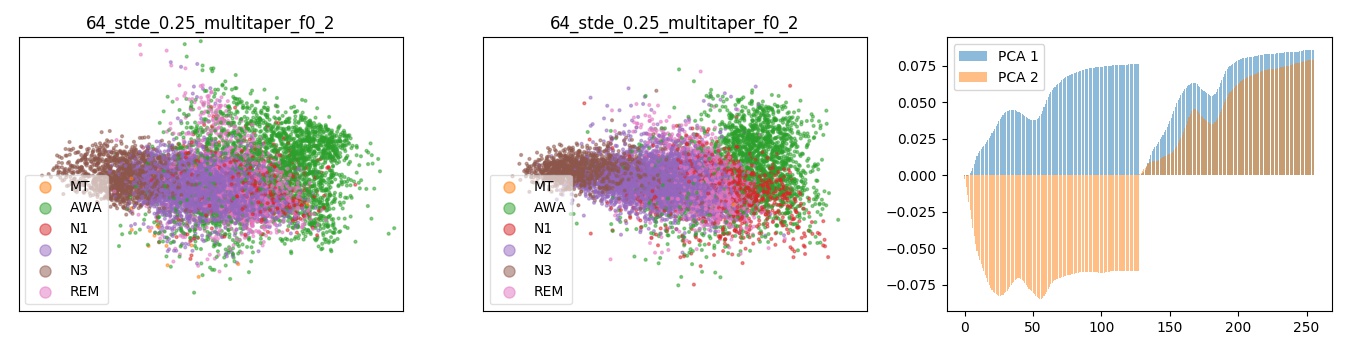 64_stde_0.25_multitaper_f0_2
MT
AWA
N1
N2
N3
REM
64_stde_0.25_multitaper_f0_2
MT
AWA
N1
N2
N3
REM
PCA 1
PCA 2
0.075
0.050
0.025
0.000
−0.025
−0.050
−0.075
0 50 100 150 200 250